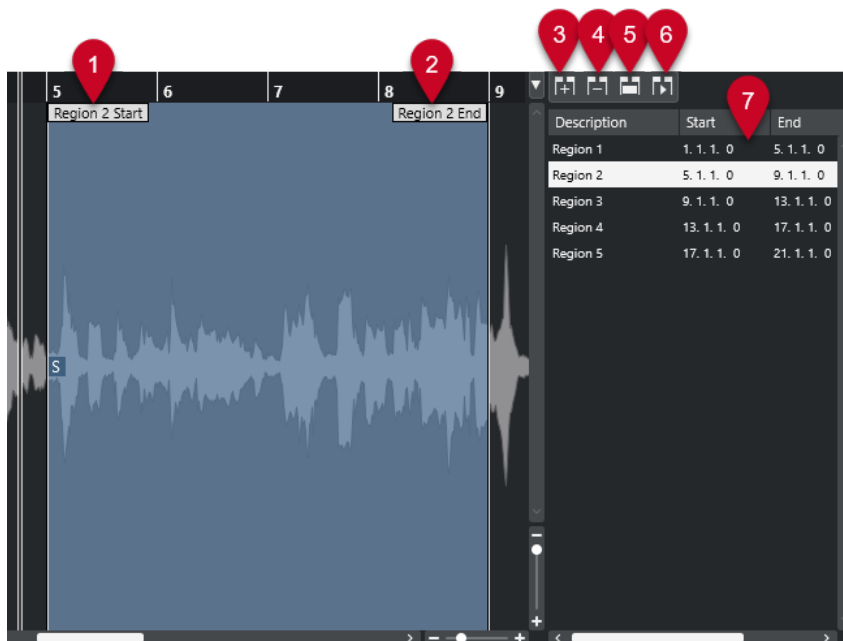 1 2 3 4 5 6 7
5 6 7 8 9
Region 2 Start Region 2 End
S
Description Start End
Region 1 1. 1. 1. 0 5. 1. 1. 0
Region 2 5. 1. 1. 0 9. 1. 1. 0
Region 3 9. 1. 1. 0 13. 1. 1. 0
Region 4 13. 1. 1. 0 17. 1. 1. 0
Region 5 17. 1. 1. 0 21. 1. 1. 0